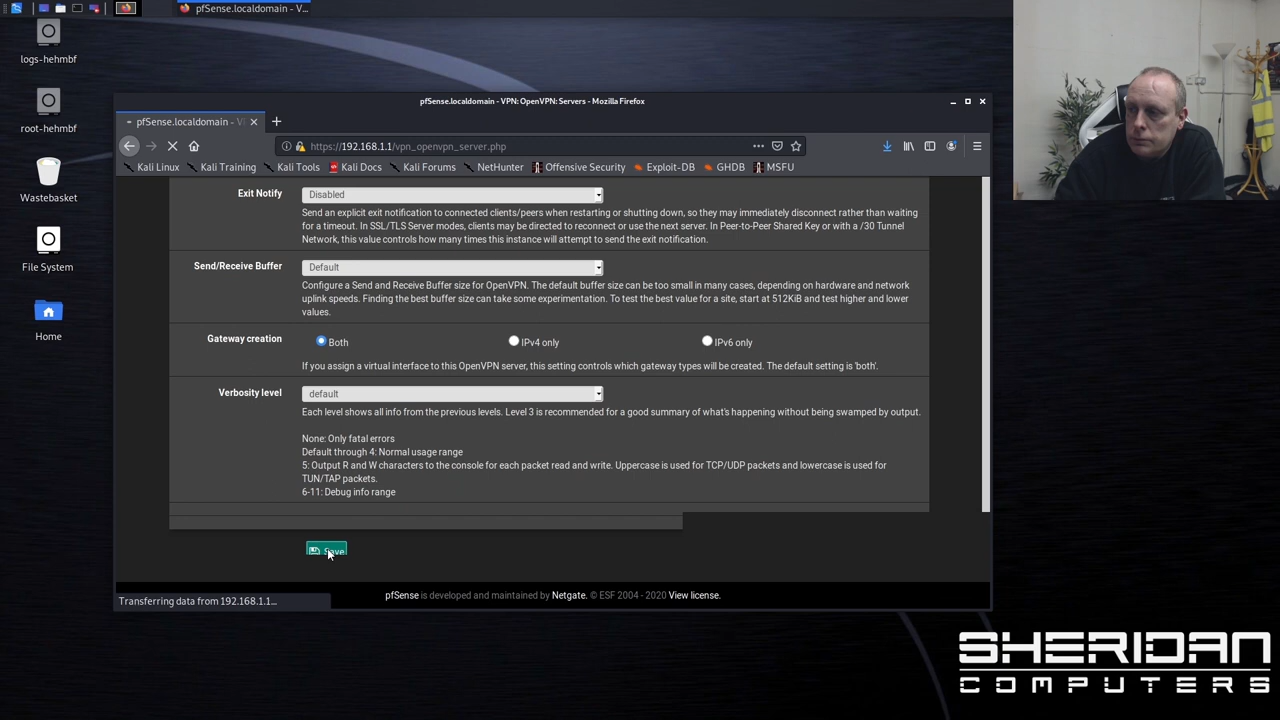 pfSense.localdomain - V...
logs-hehmbf
root-hehmbf
Wastebasket
File System
Home
pfSense.localdomain - VPN: OpenVPN: Servers - Mozilla Firefox
pfSense.localdomain - V
https://192.168.1.1/vpn_openvpn_server.php
Kali Linux Kali Training Kali Tools Kali Docs Kali Forums NetHunter Offensive Security Exploit-DB GHDB MSFU
Exit Notify
Disabled
Send an explicit exit notification to connected clients/peers when restarting or shutting down, so they may immediately disconnect rather than waiting
for a timeout. In SSL/TLS Server modes, clients may be directed to reconnect or use the next server. In Peer-to-Peer Shared Key or with a /30 Tunnel
Network, this value controls how many times this instance will attempt to send the exit notification.
Send/Receive Buffer
Default
Configure a Send and Receive Buffer size for OpenVPN. The default buffer size can be too small in many cases, depending on hardware and network
uplink speeds. Finding the best buffer size can take some experimentation. To test the best value for a site, start at 512KiB and test higher and lower
values.
Gateway creation
Both IPv4 only IPv6 only
If you assign a virtual interface to this OpenVPN server, this setting controls which gateway types will be created. The default setting is 'both'.
Verbosity level
default
Each level shows all info from the previous levels. Level 3 is recommended for a good summary of what's happening without being swamped by output.
None: Only fatal errors
Default through 4: Normal usage range
5: Output R and W characters to the console for each packet read and write. Uppercase is used for TCP/UDP packets and lowercase is used for
TUN/TAP packets.
6-11: Debug info range
Save
Transferring data from 192.168.1.1...
pfSense is developed and maintained by Netgate. © ESF 2004 - 2020 View license.
SHERIDAN
COMPUTERS